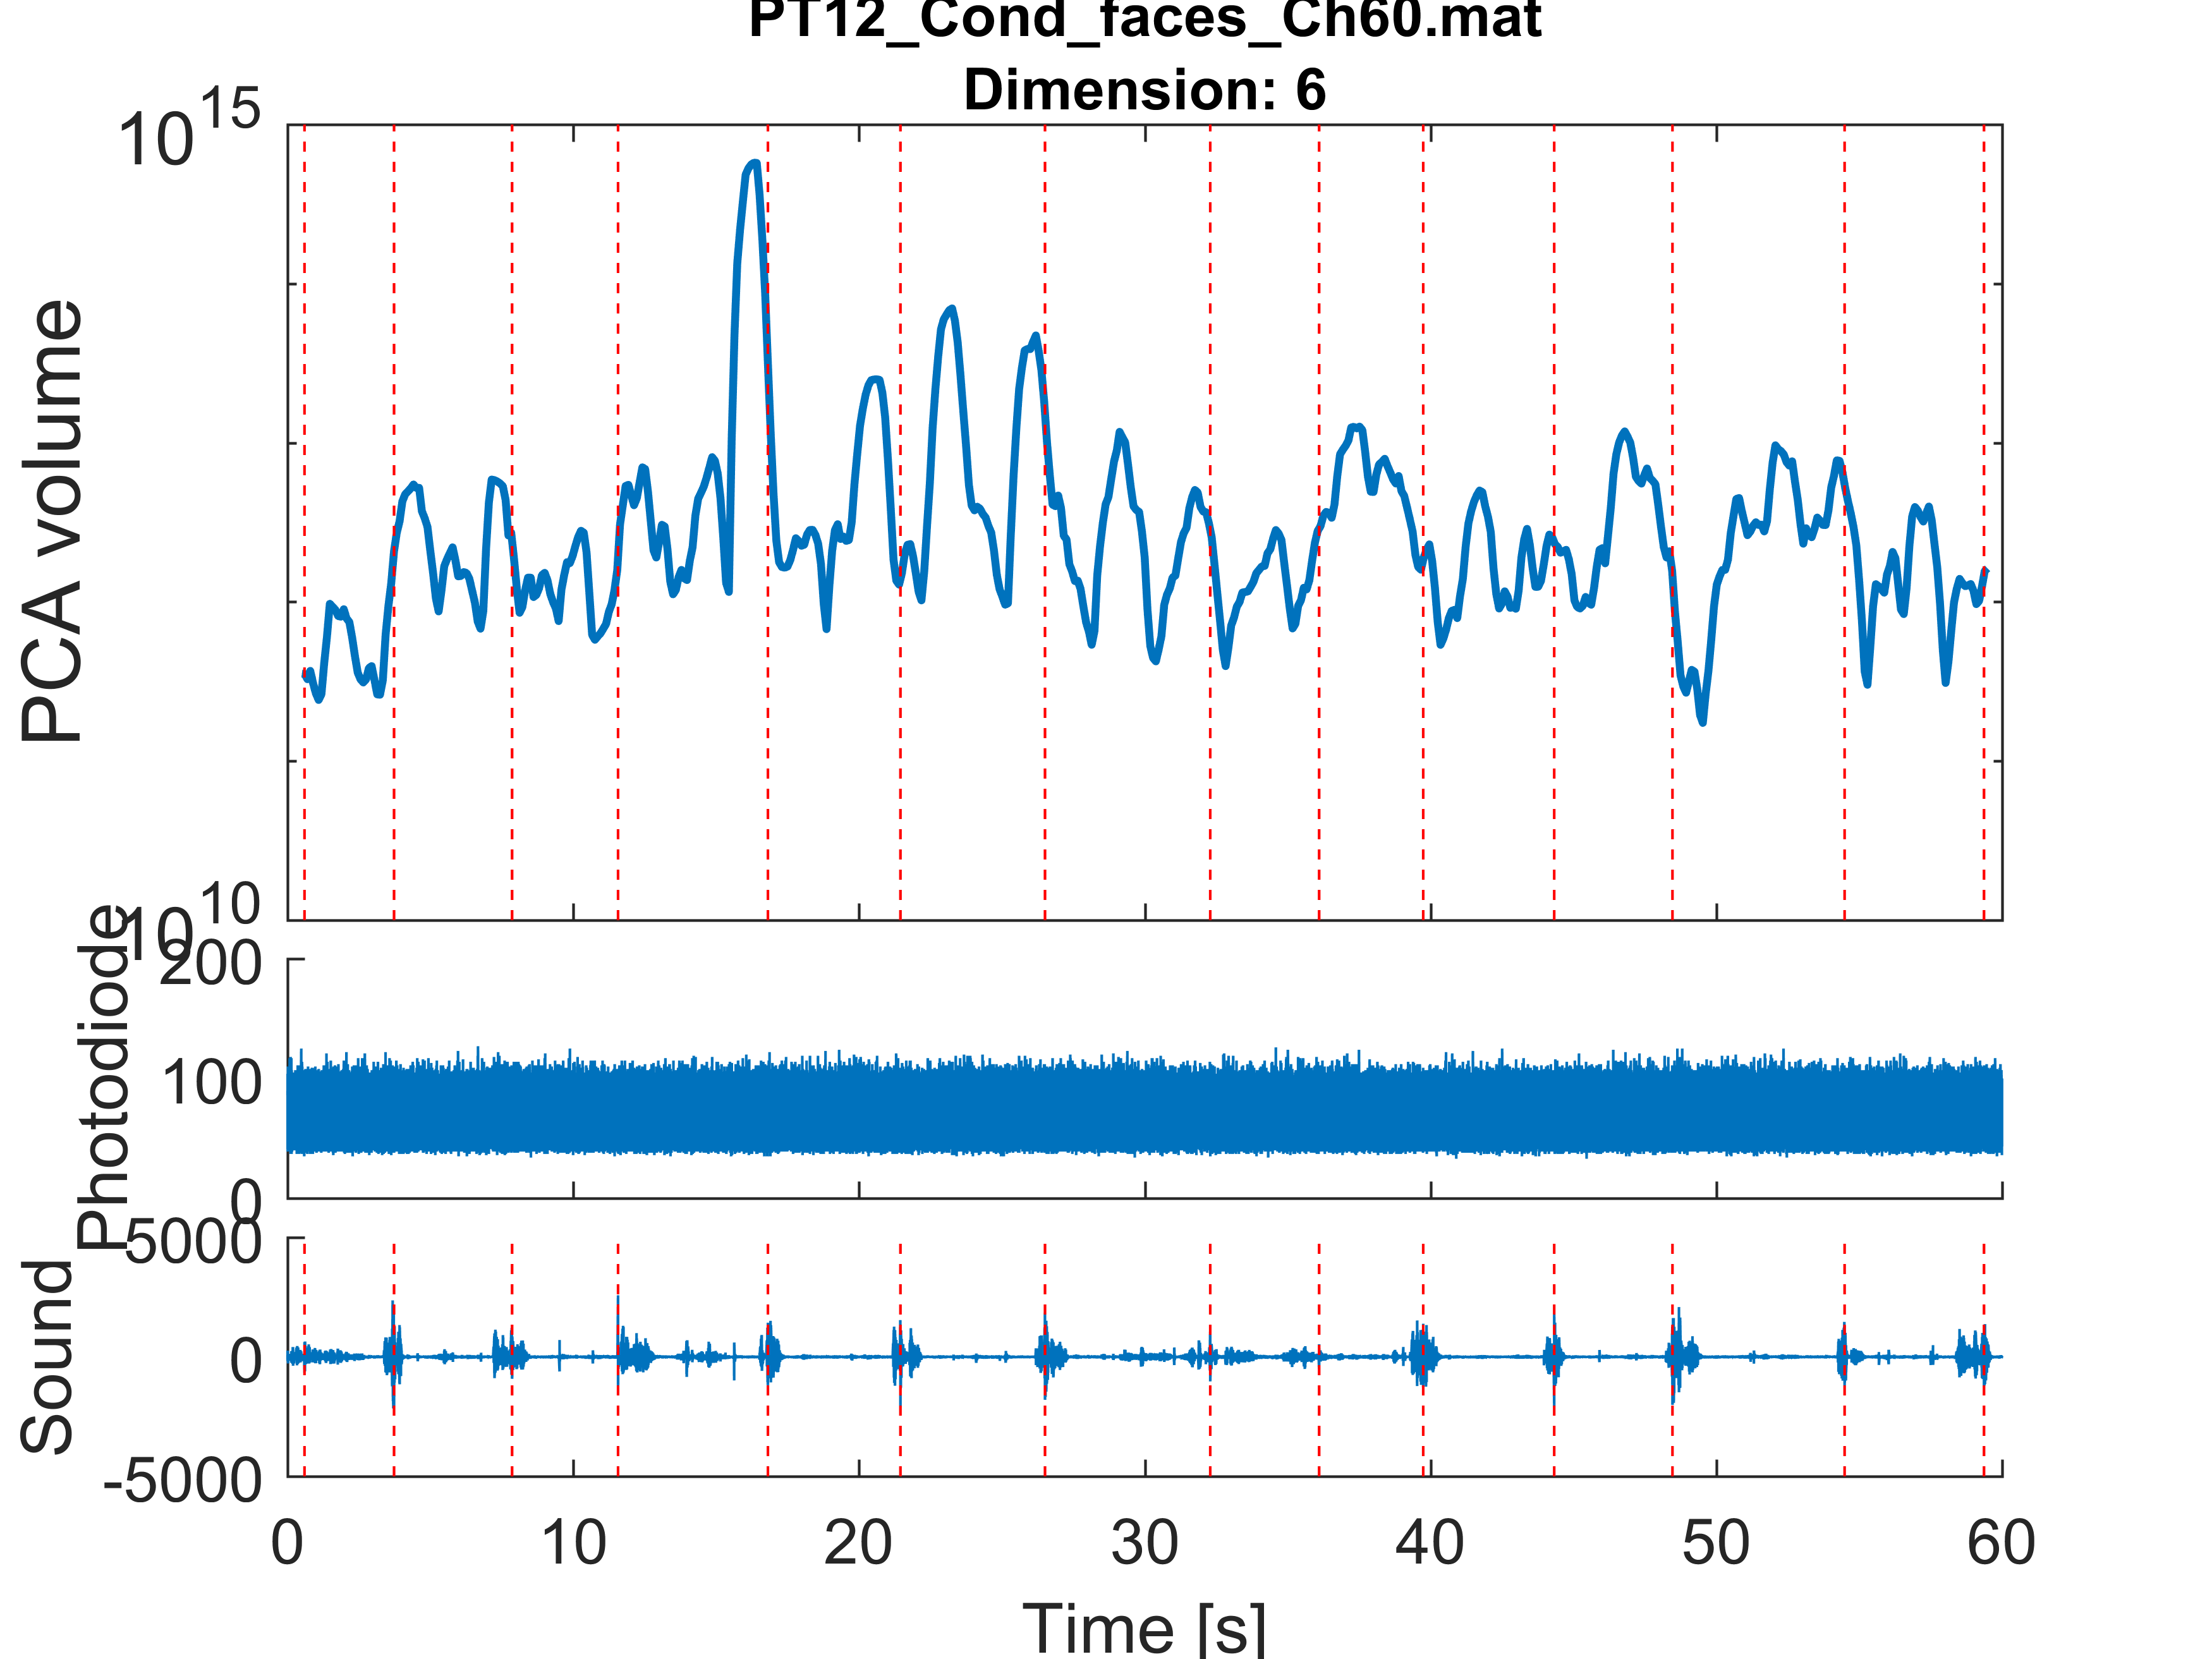 PT12_Cond_faces_Ch60.mat
Dimension: 6
10^15
PCA volume
10^10
200
Photodiode
100
0
5000
Sound
0
-5000
0 10 20 30 40 50 60
Time [s]